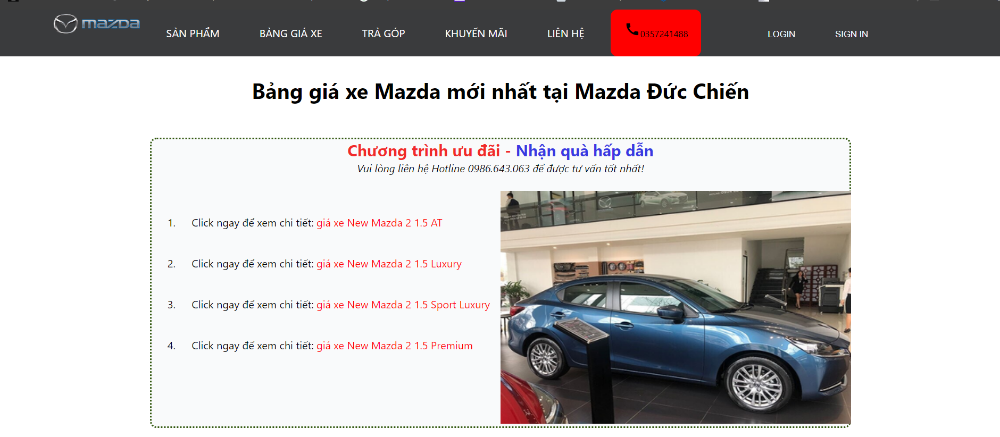 mazda
SẢN PHẨM
BẢNG GIÁ XE
TRẢ GÓP
KHUYẾN MÃI
LIÊN HỆ
0357241488
LOGIN
SIGN IN
Bảng giá xe Mazda mới nhất tại Mazda Đức Chiến
Chương trình ưu đãi - Nhận quà hấp dẫn
Vui lòng liên hệ Hotline 0986.643.063 để được tư vấn tốt nhất!
1. Click ngay để xem chi tiết: giá xe New Mazda 2 1.5 AT
2. Click ngay để xem chi tiết: giá xe New Mazda 2 1.5 Luxury
3. Click ngay để xem chi tiết: giá xe New Mazda 2 1.5 Sport Luxury
4. Click ngay để xem chi tiết: giá xe New Mazda 2 1.5 Premium